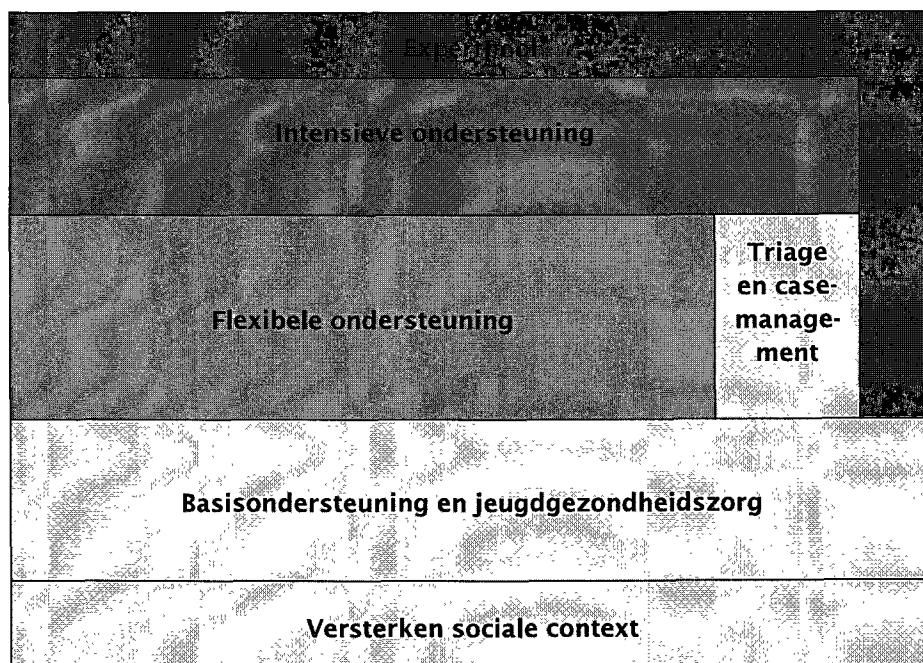 Intensieve ondersteuning
Triage
en case-
manage-
ment
Flexibele ondersteuning
Basisondersteuning en jeugdgezondheidszorg
Versterken sociale context